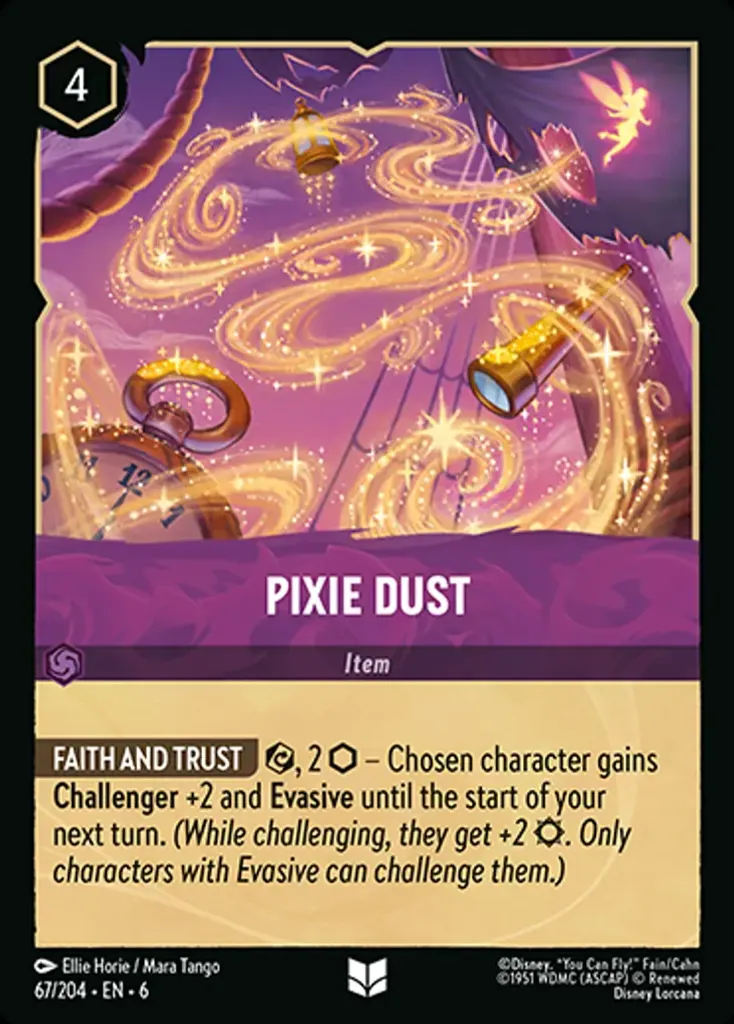 4
12
1
PIXIE DUST
Item
FAITH AND TRUST , 2 – Chosen character gains
Challenger +2 and Evasive until the start of your
next turn. (While challenging, they get +2 . Only
characters with Evasive can challenge them.)
Ellie Horie / Mara Tango
67/204 • EN • 6
©Disney. "You Can Fly!" Fain/Cahn
©1951 WDMC (ASCAP) © Renewed
Disney Lorcana